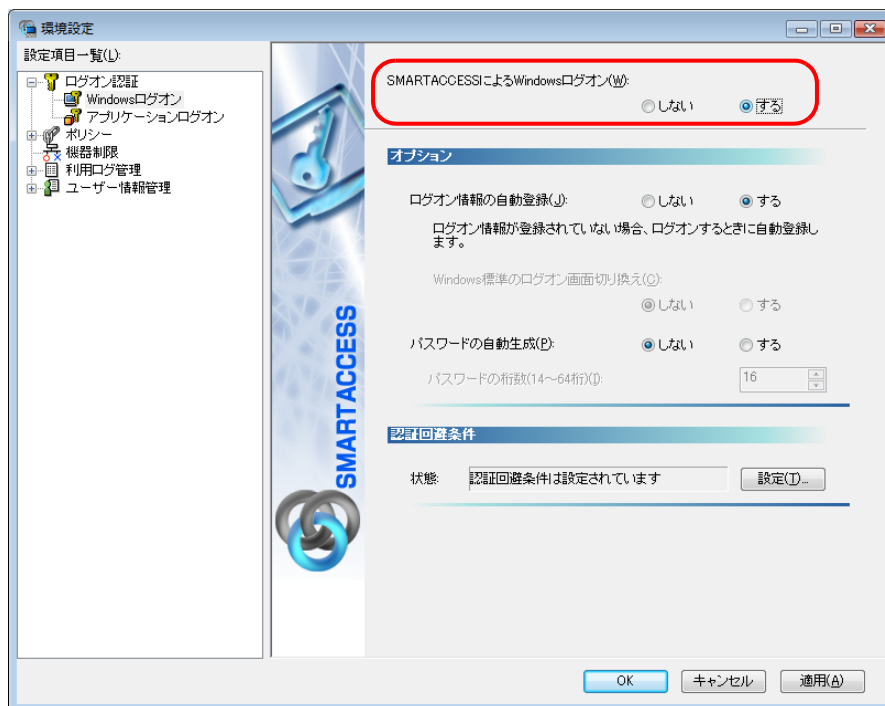 環境設定
設定項目一覧(L):
ログオン認証
Windowsログオン
アプリケーションログオン
ポリシー
機器制限
利用ログ管理
ユーザー情報管理
SMARTACCESS
SMARTACCESSによるWindowsログオン(W):
しない する
オプション
ログオン情報の自動登録(J): しない する
ログオン情報が登録されていない場合、ログオンするときに自動登録し
ます。
Windows標準のログオン画面切り換え(C):
しない する
パスワードの自動生成(P): しない する
パスワードの桁数(14～64桁)(I): 16
認証回避条件
状態: 認証回避条件は設定されています 設定(T)...
OK キャンセル 適用(A)